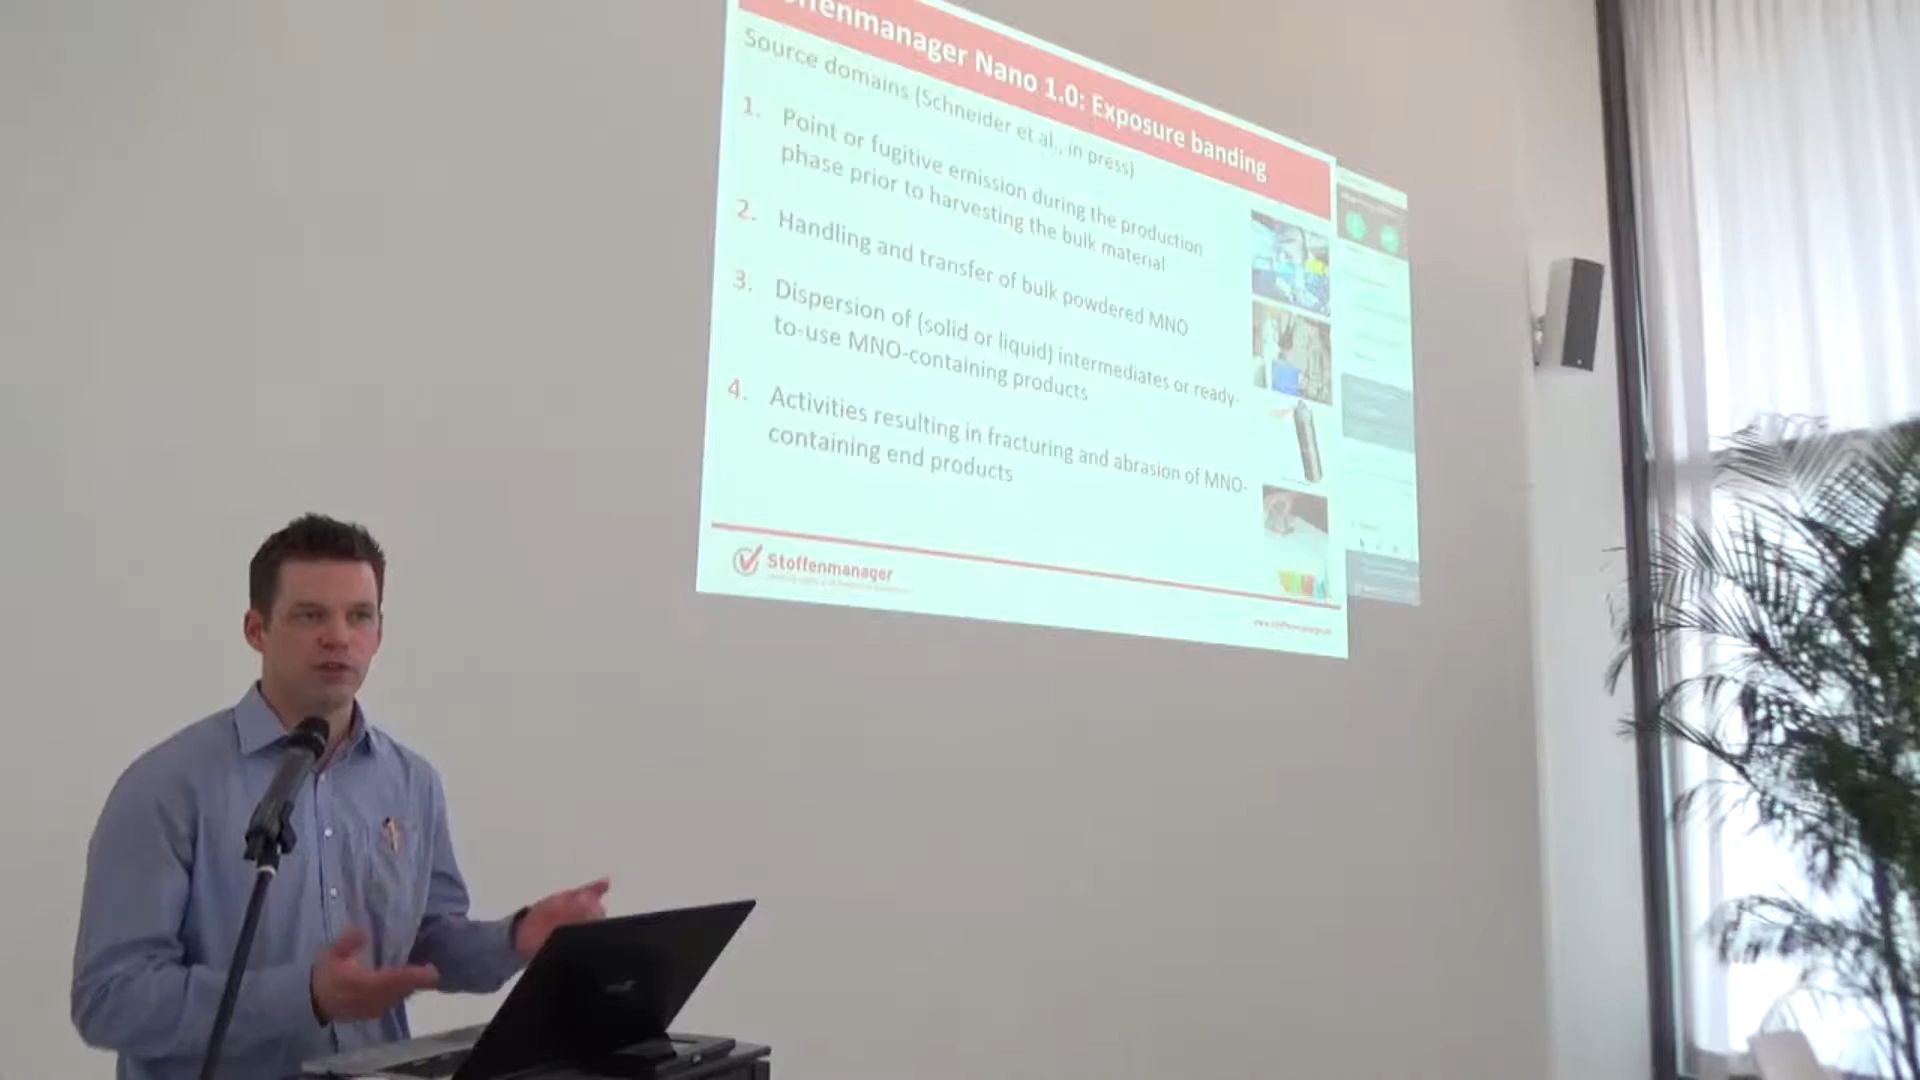 offenmanager Nano 1.0: Exposure banding
Source domains (Schneider et al., in press)
1. Point or fugitive emission during the production
phase prior to harvesting the bulk material
2. Handling and transfer of bulk powdered MNO
3. Dispersion of (solid or liquid) intermediates or ready-
to-use MNO-containing products
4. Activities resulting in fracturing and abrasion of MNO-
containing end products
Stoffenmanager